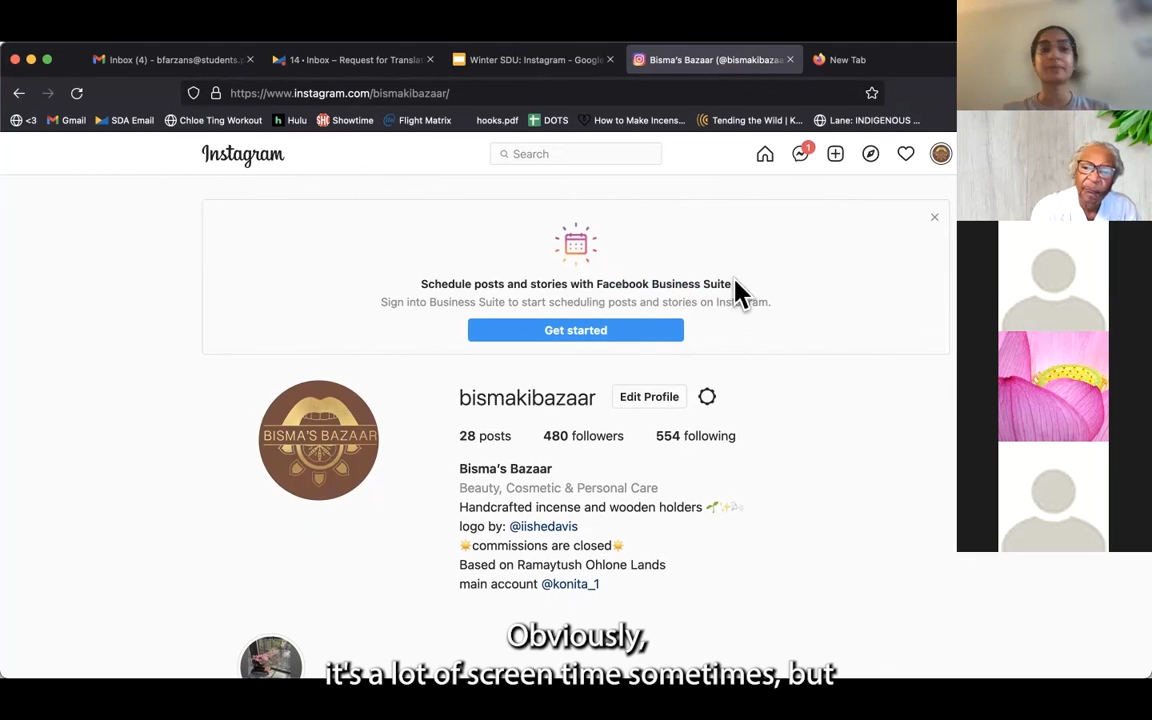 Inbox (4) - bfarzans@students.
14 · Inbox – Request for Transla
Winter SDU: Instagram - Google
Bisma's Bazaar (@bismakibazaa
New Tab
https://www.instagram.com/bismakibazaar/
<3
Gmail
SDA Email
Chloe Ting Workout
hulu
Hulu
Showtime
Flight Matrix
hooks.pdf
DOTS
How to Make Incens...
Tending the Wild | K...
Lane: INDIGENOUS ...
Instagram
Search
1
Schedule posts and stories with Facebook Business Suite
Sign into Business Suite to start scheduling posts and stories on Instagram.
Get started
BISMA'S BAZAAR
bismakibazaar
Edit Profile
28 posts 480 followers 554 following
Bisma's Bazaar
Beauty, Cosmetic & Personal Care
Handcrafted incense and wooden holders 🌱✨🌬
logo by: @iishedavis
☀️commissions are closed☀️
Based on Ramaytush Ohlone Lands
main account @konita_1
Obviously,
it's a lot of screen time sometimes, but